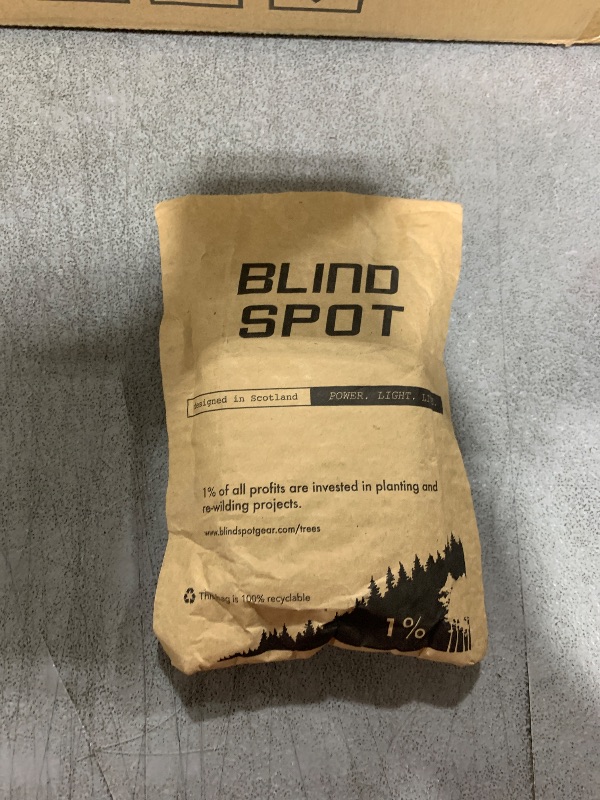 BLIND
SPOT
designed in Scotland POWER. LIGHT.
1% of all profits are invested in planting and
re-wilding projects.
www.blindspotgear.com/trees
This bag is 100% recyclable
1%